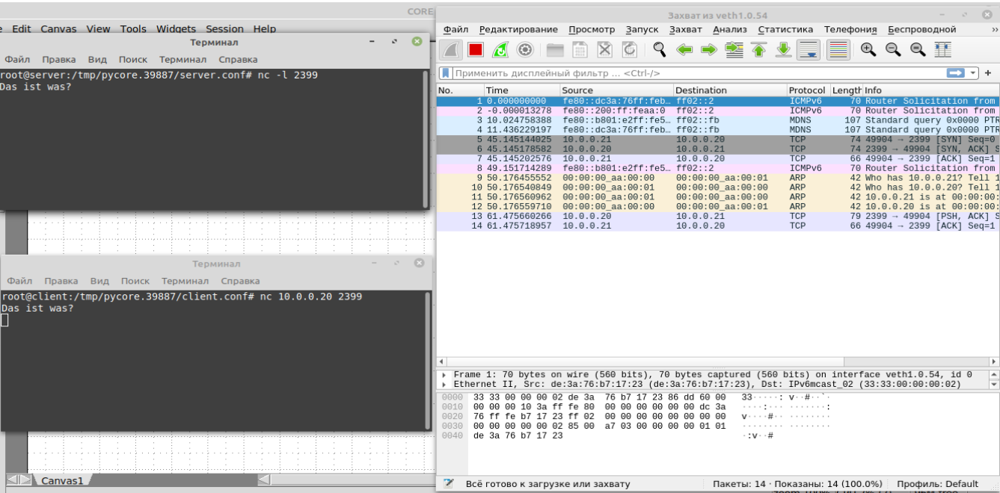 CORE
Edit Canvas View Tools Widgets Session Help
Терминал
Файл Правка Вид Поиск Терминал Справка
root@server:/tmp/pycore.39887/server.conf# nc -l 2399
Das ist was?
Терминал
Файл Правка Вид Поиск Терминал Справка
root@client:/tmp/pycore.39887/client.conf# nc 10.0.0.20 2399
Das ist was?
Canvas1
Захват из veth1.0.54
Файл Редактирование Просмотр Запуск Захват Анализ Статистика Телефония Беспроводной »
Применить дисплейный фильтр ... <Ctrl-/>
No. Time Source Destination Protocol Length Info
1 0.000000000 fe80::dc3a:76ff:feb… ff02::2 ICMPv6 70 Router Solicitation from
2 -0.000013278 fe80::200:ff:feaa:0 ff02::2 ICMPv6 70 Router Solicitation from
3 10.024758388 fe80::b801:e2ff:fe5… ff02::fb MDNS 107 Standard query 0x0000 PTR
4 11.436229197 fe80::dc3a:76ff:feb… ff02::fb MDNS 107 Standard query 0x0000 PTR
5 45.145144025 10.0.0.21 10.0.0.20 TCP 74 49904 → 2399 [SYN] Seq=0
6 45.145178582 10.0.0.20 10.0.0.21 TCP 74 2399 → 49904 [SYN, ACK] S
7 45.145202576 10.0.0.21 10.0.0.20 TCP 66 49904 → 2399 [ACK] Seq=1
8 49.151714289 fe80::b801:e2ff:fe5… ff02::2 ICMPv6 70 Router Solicitation from
9 50.176455552 00:00:00_aa:00:00 00:00:00_aa:00:01 ARP 42 Who has 10.0.0.21? Tell 1
10 50.176540849 00:00:00_aa:00:01 00:00:00_aa:00:00 ARP 42 Who has 10.0.0.20? Tell 1
11 50.176560962 00:00:00_aa:00:01 00:00:00_aa:00:00 ARP 42 10.0.0.21 is at 00:00:00:
12 50.176559710 00:00:00_aa:00:00 00:00:00_aa:00:01 ARP 42 10.0.0.20 is at 00:00:00:
13 61.475660266 10.0.0.20 10.0.0.21 TCP 79 2399 → 49904 [PSH, ACK] S
14 61.475718957 10.0.0.21 10.0.0.20 TCP 66 49904 → 2399 [ACK] Seq=1
Frame 1: 70 bytes on wire (560 bits), 70 bytes captured (560 bits) on interface veth1.0.54, id 0
Ethernet II, Src: de:3a:76:b7:17:23 (de:3a:76:b7:17:23), Dst: IPv6mcast_02 (33:33:00:00:00:02)
0000 33 33 00 00 00 02 de 3a 76 b7 17 23 86 dd 60 00 33·····: v··#··`·
0010 00 00 00 10 3a ff fe 80 00 00 00 00 00 00 dc 3a ····:··· ·······:
0020 76 ff fe b7 17 23 ff 02 00 00 00 00 00 00 00 00 v····#·· ········
0030 00 00 00 00 00 02 85 00 a7 03 00 00 00 00 01 01 ········ ········
0040 de 3a 76 b7 17 23 ·:v··#
Всё готово к загрузке или захвату Пакеты: 14 · Показаны: 14 (100.0%) Профиль: Default